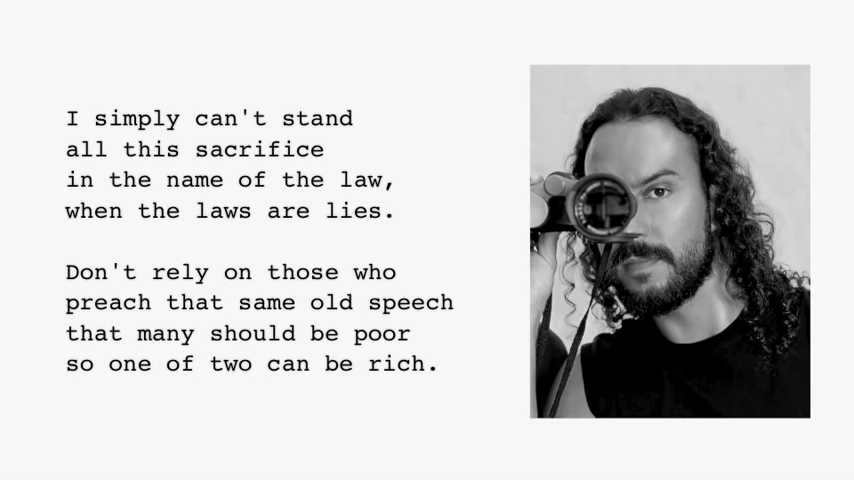 I simply can't stand
all this sacrifice
in the name of the law,
when the laws are lies.
Don't rely on those who
preach that same old speech
that many should be poor
so one of two can be rich.